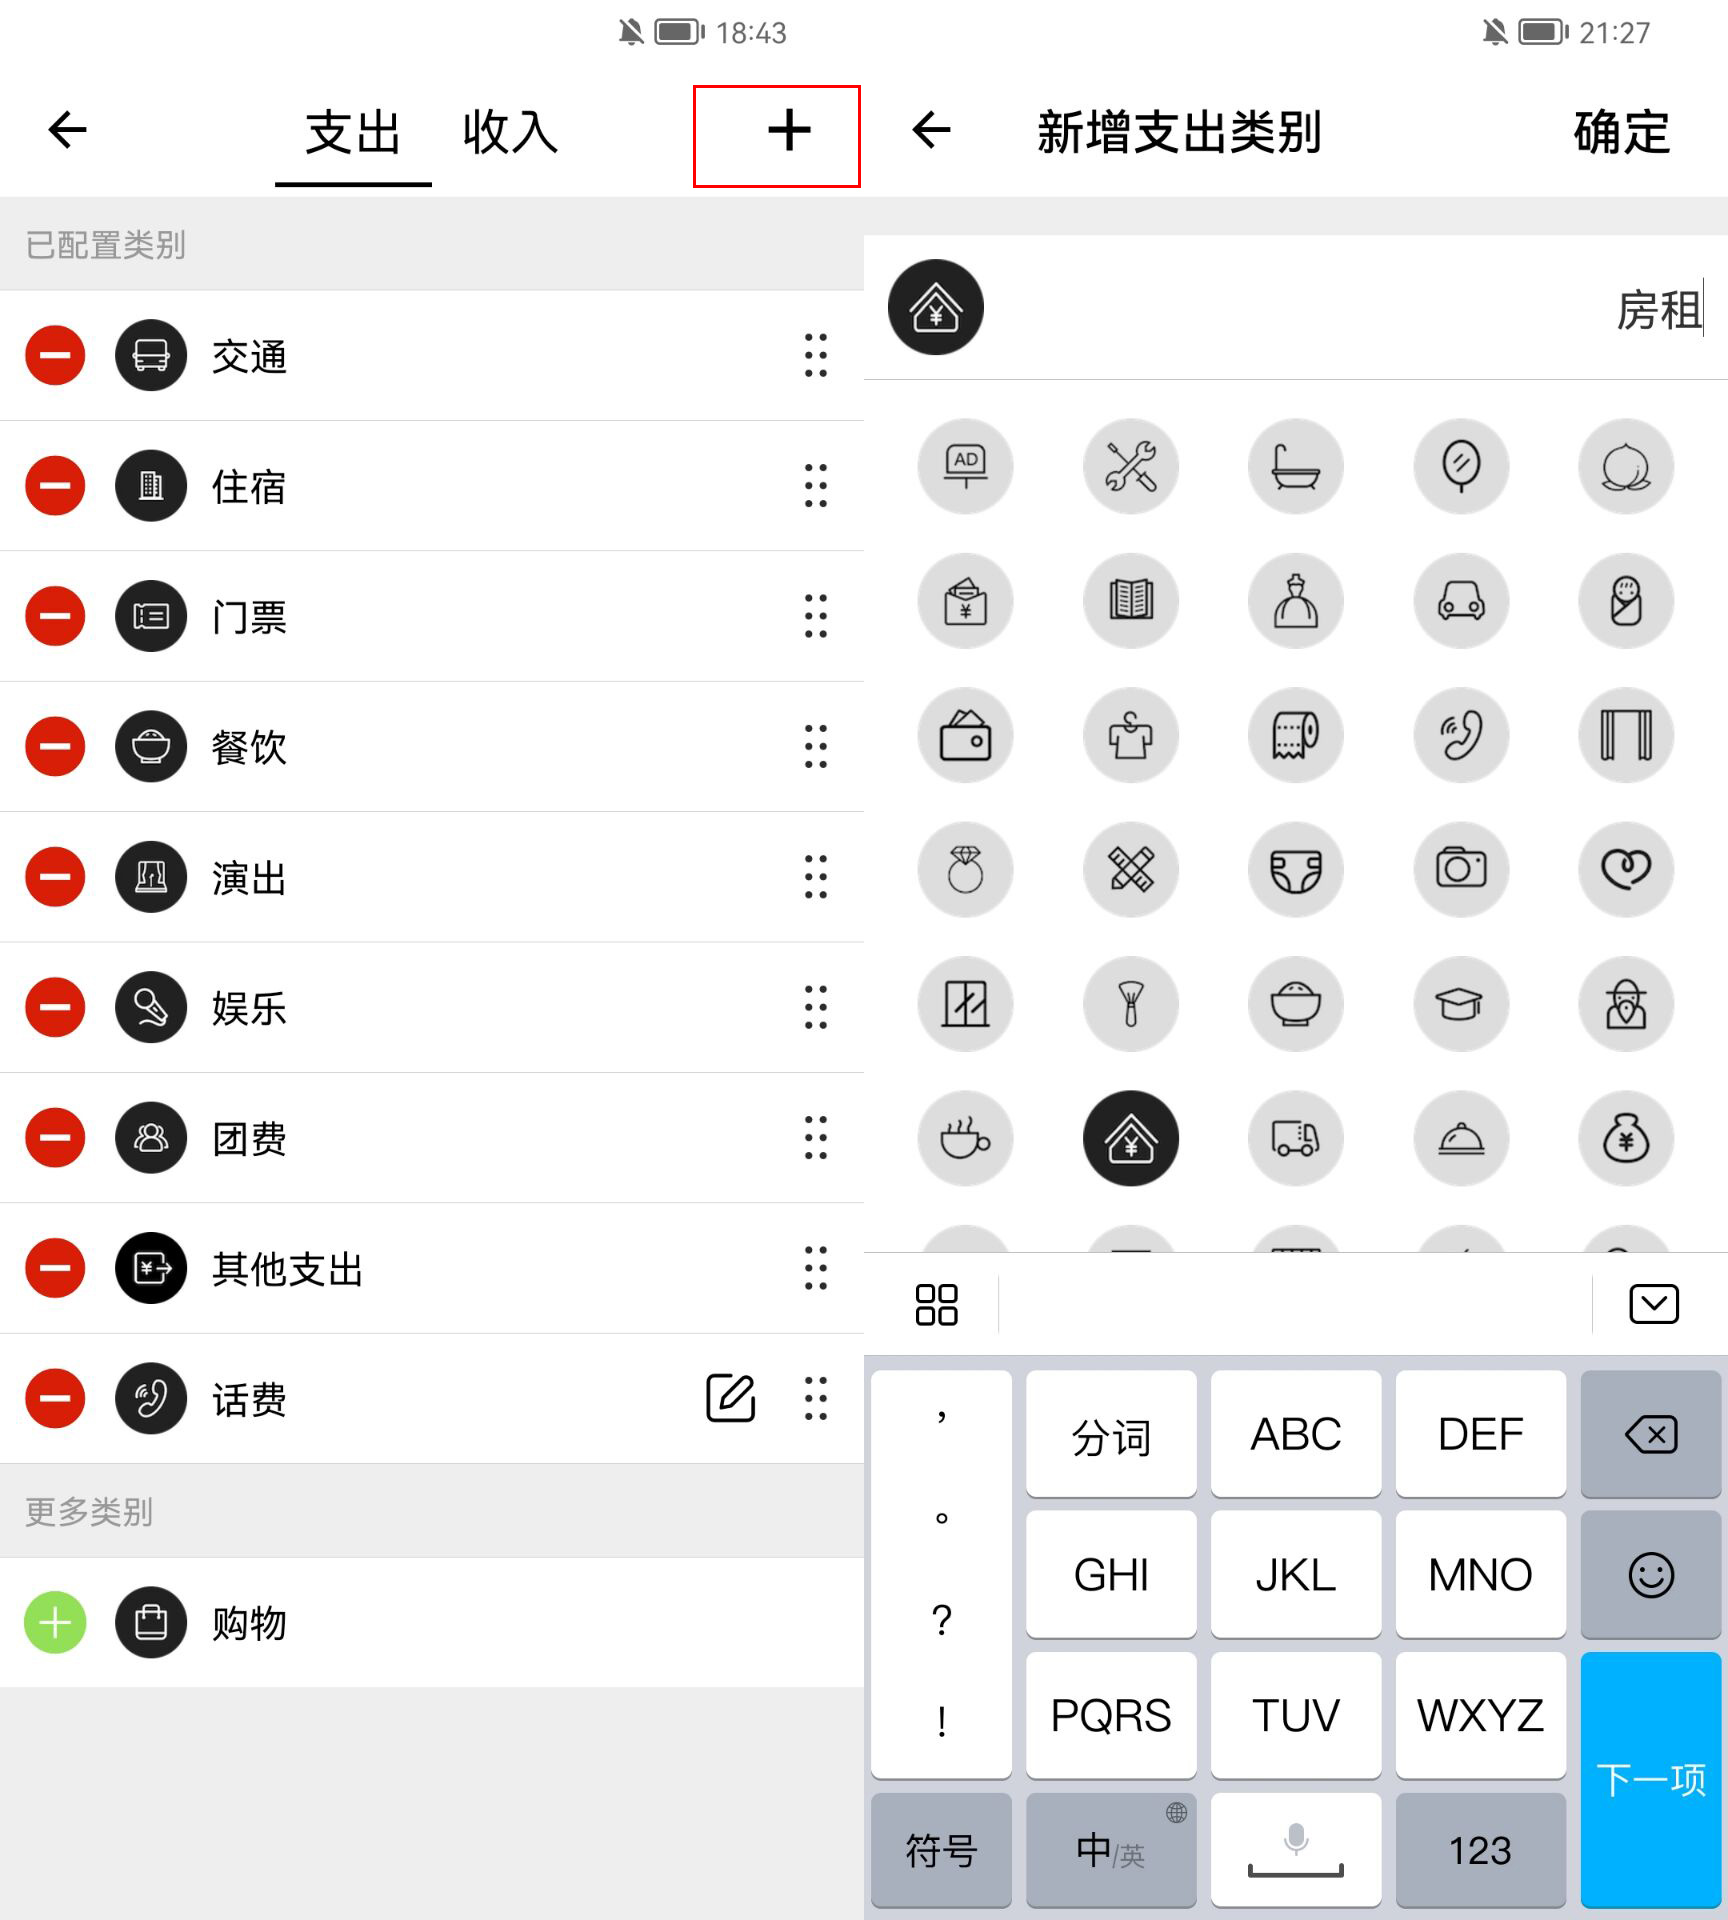 18:43
支出 收入
已配置类别
交通
住宿
门票
餐饮
演出
娱乐
团费
其他支出
话费
更多类别
购物
21:27
新增支出类别 确定
房租
AD
, 分词 ABC DEF
。
GHI JKL MNO
?
PQRS TUV WXYZ
!
下一项
符号 中/英 123